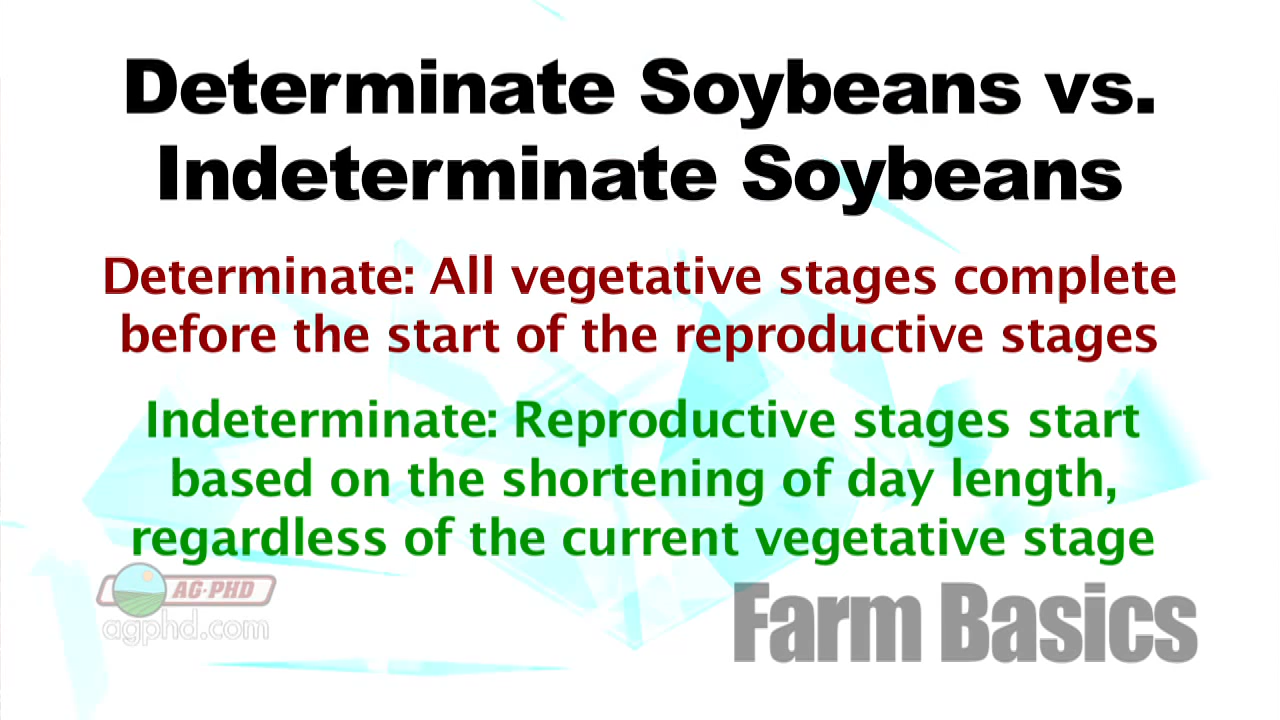 Determinate Soybeans vs.
Indeterminate Soybeans
Determinate: All vegetative stages complete
before the start of the reproductive stages
Indeterminate: Reproductive stages start
based on the shortening of day length,
regardless of the current vegetative stage
AG·PHD
agphd.com
Farm Basics